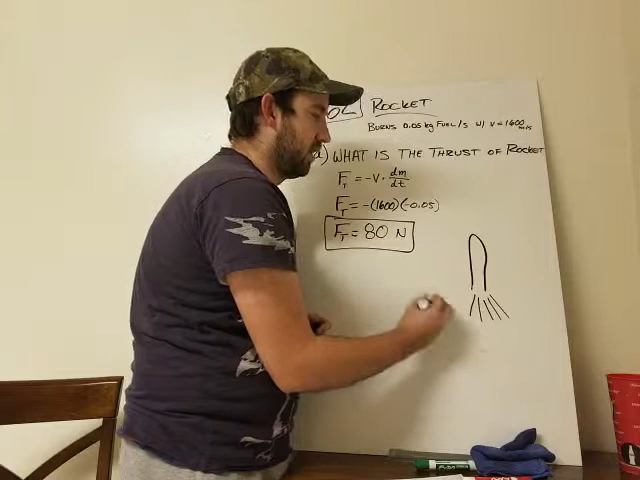 ROCKET
BURNS 0.05 kg FUEL/s W/ V = 1600 m/s
a) WHAT IS THE THRUST OF ROCKET
F_T = -V · dm/dt
F_T = -(1600)(-0.05)
F_T = 80 N